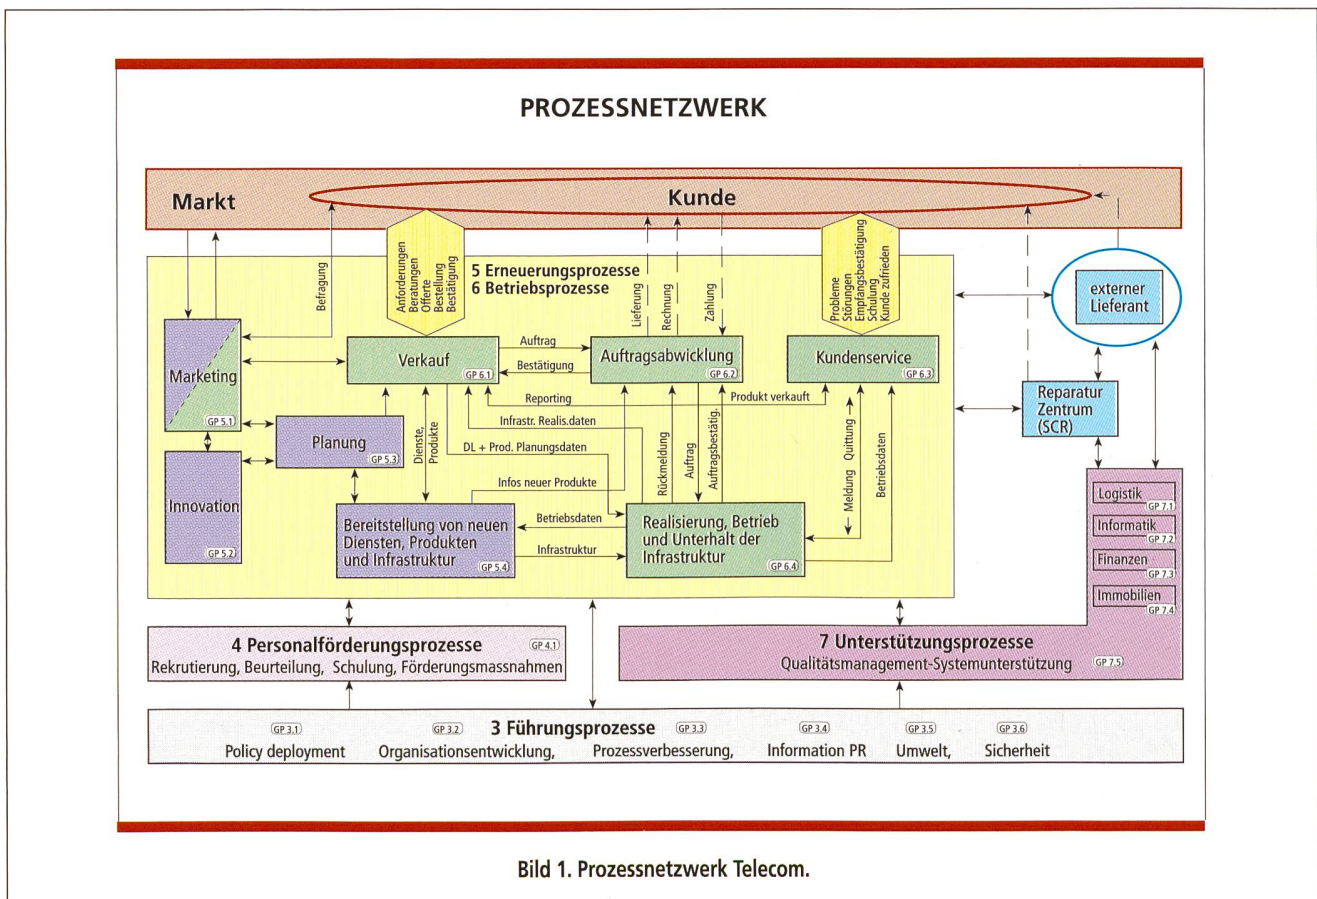 PROZESSNETZWERK
Markt
Kunde
Befragung
Anforderungen
Beratungen
Offerte
Bestellung
Bestätigung
5 Erneuerungsprozesse
6 Betriebsprozesse
Lieferung
Rechnung
Zahlung
Probleme
Störungen
Empfangsbestätigung
Schulung
Kunde zufrieden
externer
Lieferant
Marketing
GP 5.1
Verkauf
GP 6.1
Auftrag
Bestätigung
Auftragsabwicklung
GP 6.2
Kundenservice
GP 6.3
Reporting
Produkt verkauft
Reparatur
Zentrum
(SCR)
Planung
GP 5.3
Dienste,
Produkte
Infrastr. Realis.daten
DL + Prod. Planungsdaten
Infos neuer Produkte
Rückmeldung
Auftrag
Auftragsbestätig.
Meldung
Quittung
Betriebsdaten
Innovation
GP 5.2
Bereitstellung von neuen
Diensten, Produkten
und Infrastruktur
GP 5.4
Betriebsdaten
Infrastruktur
Realisierung, Betrieb
und Unterhalt der
Infrastruktur
GP 6.4
Logistik
GP 7.1
Informatik
GP 7.2
Finanzen
GP 7.3
Immobilien
GP 7.4
4 Personalförderungsprozesse
GP 4.1
Rekrutierung, Beurteilung, Schulung, Förderungsmassnahmen
7 Unterstützungsprozesse
Qualitätsmanagement-Systemunterstützung
GP 7.5
3 Führungsprozesse
GP 3.1
GP 3.2
GP 3.3
GP 3.4
GP 3.5
GP 3.6
Policy deployment
Organisationsentwicklung,
Prozessverbesserung,
Information PR
Umwelt,
Sicherheit
Bild 1. Prozessnetzwerk Telecom.